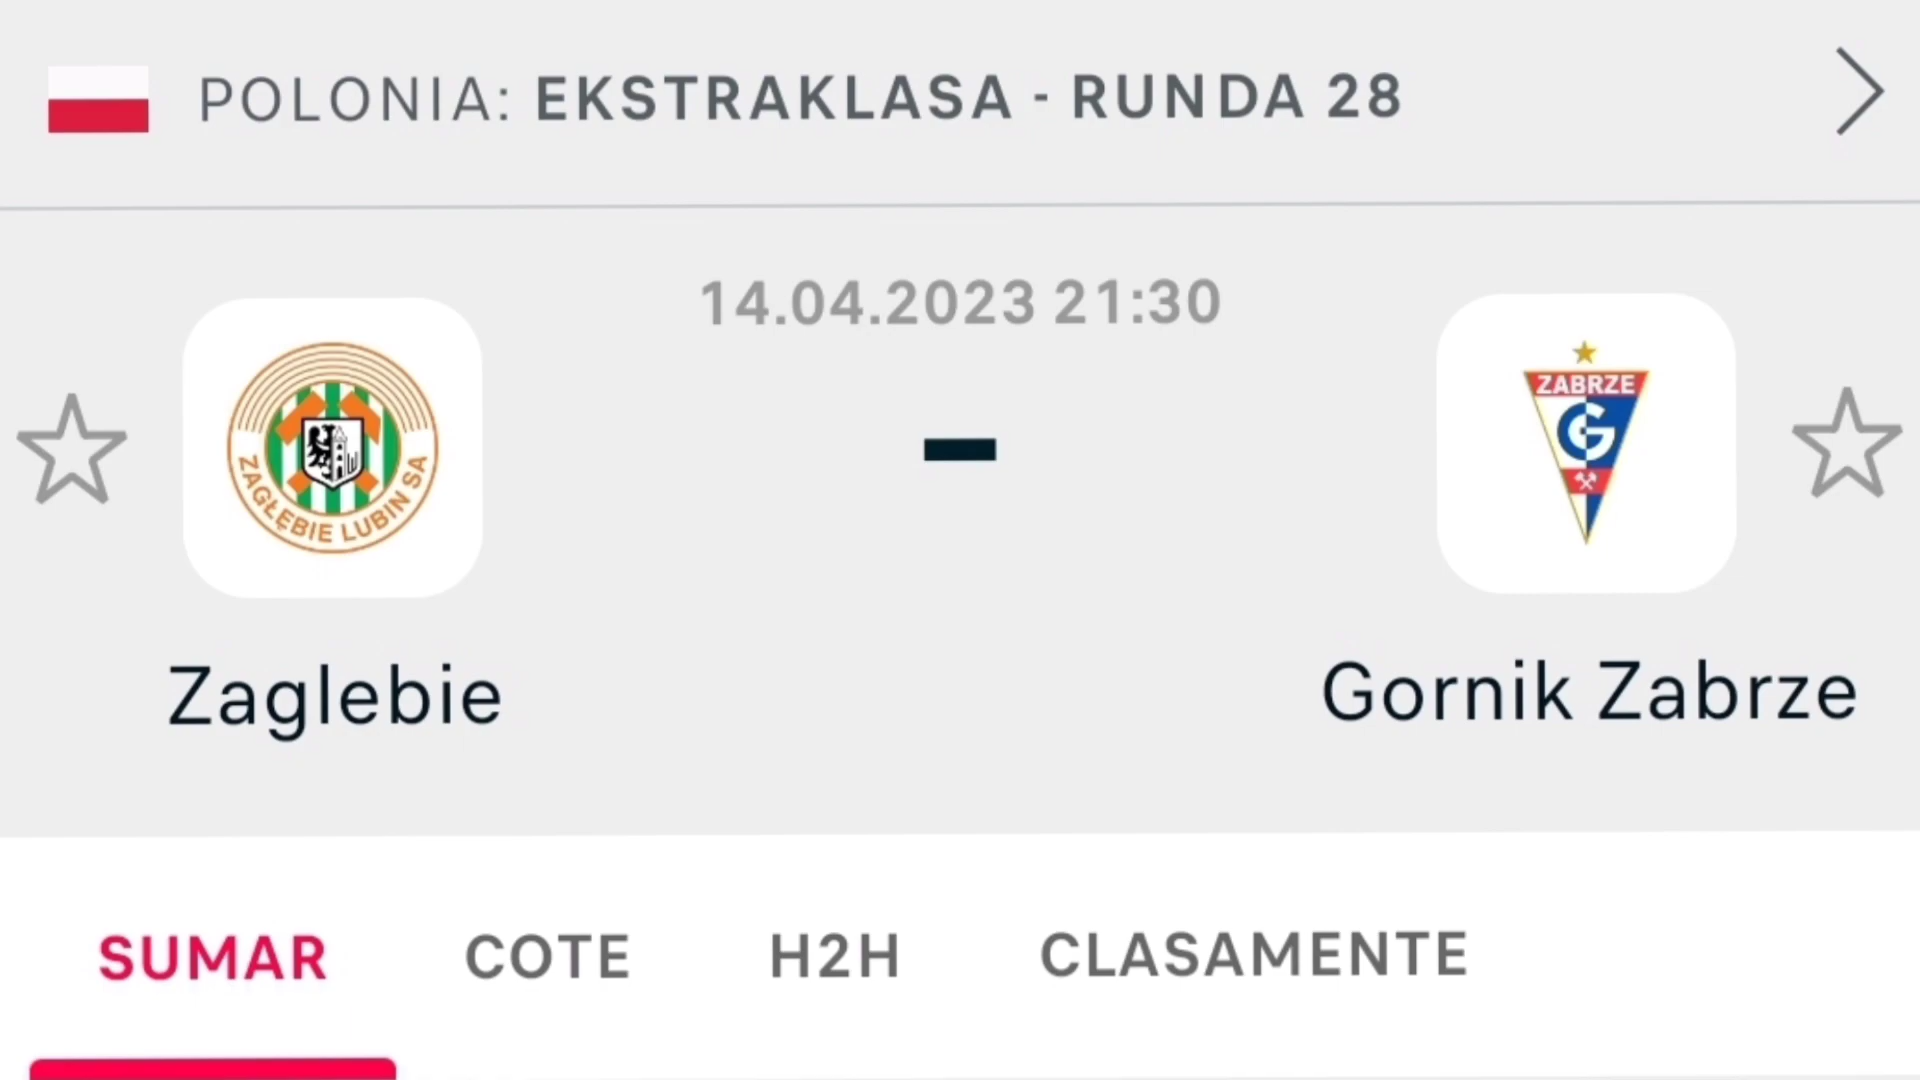 POLONIA: EKSTRAKLASA - RUNDA 28
14.04.2023 21:30
ZAGŁĘBIE LUBIN SA
ZABRZE
G
-
Zaglebie
Gornik Zabrze
SUMAR COTE H2H CLASAMENTE